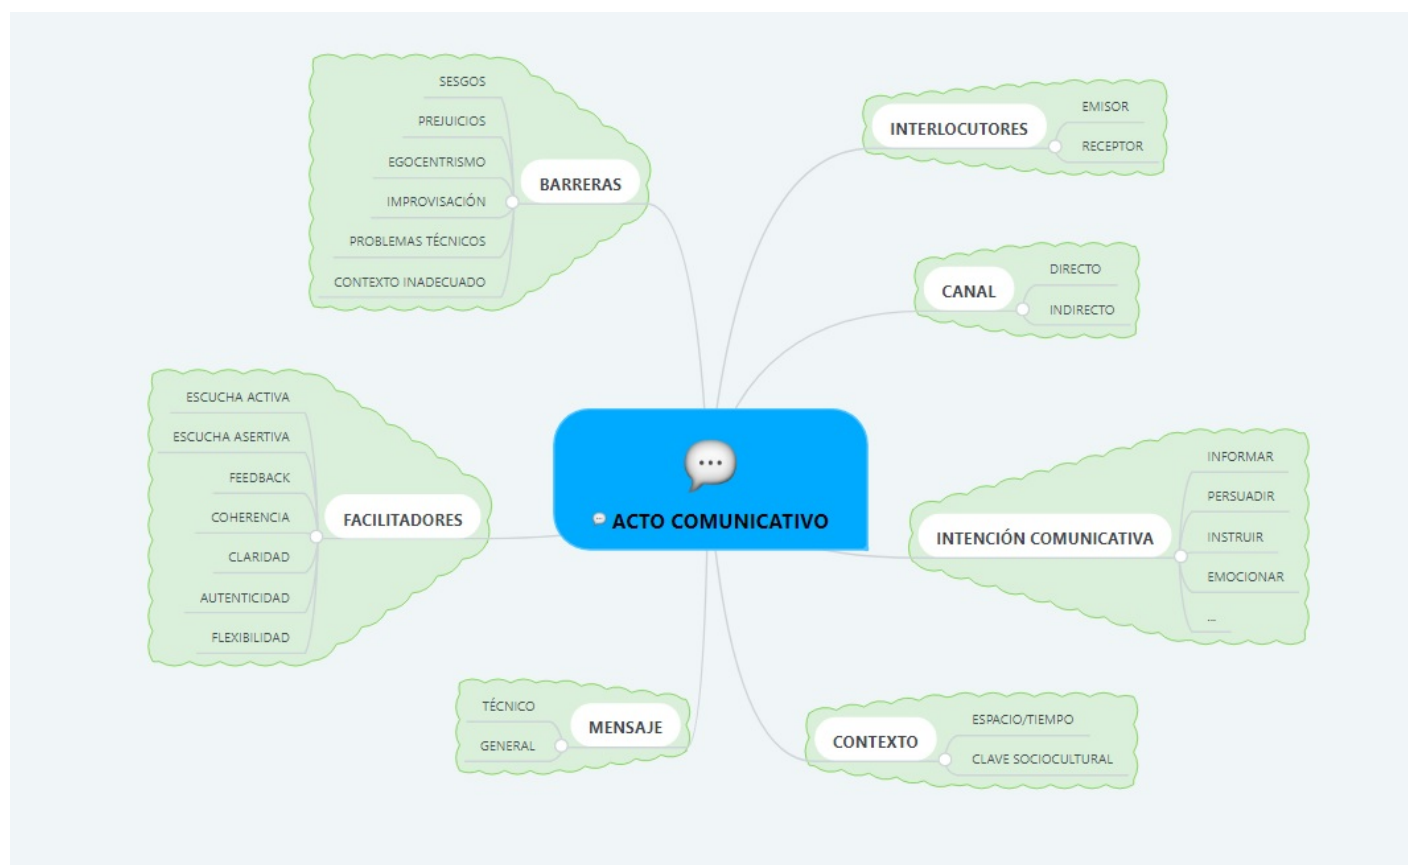 SESGOS
PREJUICIOS
EGOCENTRISMO
IMPROVISACIÓN
PROBLEMAS TÉCNICOS
CONTEXTO INADECUADO
BARRERAS
INTERLOCUTORES
EMISOR
RECEPTOR
CANAL
DIRECTO
INDIRECTO
ESCUCHA ACTIVA
ESCUCHA ASERTIVA
FEEDBACK
COHERENCIA
CLARIDAD
AUTENTICIDAD
FLEXIBILIDAD
FACILITADORES
ACTO COMUNICATIVO
INTENCIÓN COMUNICATIVA
INFORMAR
PERSUADIR
INSTRUIR
EMOCIONAR
...
TÉCNICO
GENERAL
MENSAJE
CONTEXTO
ESPACIO/TIEMPO
CLAVE SOCIOCULTURAL